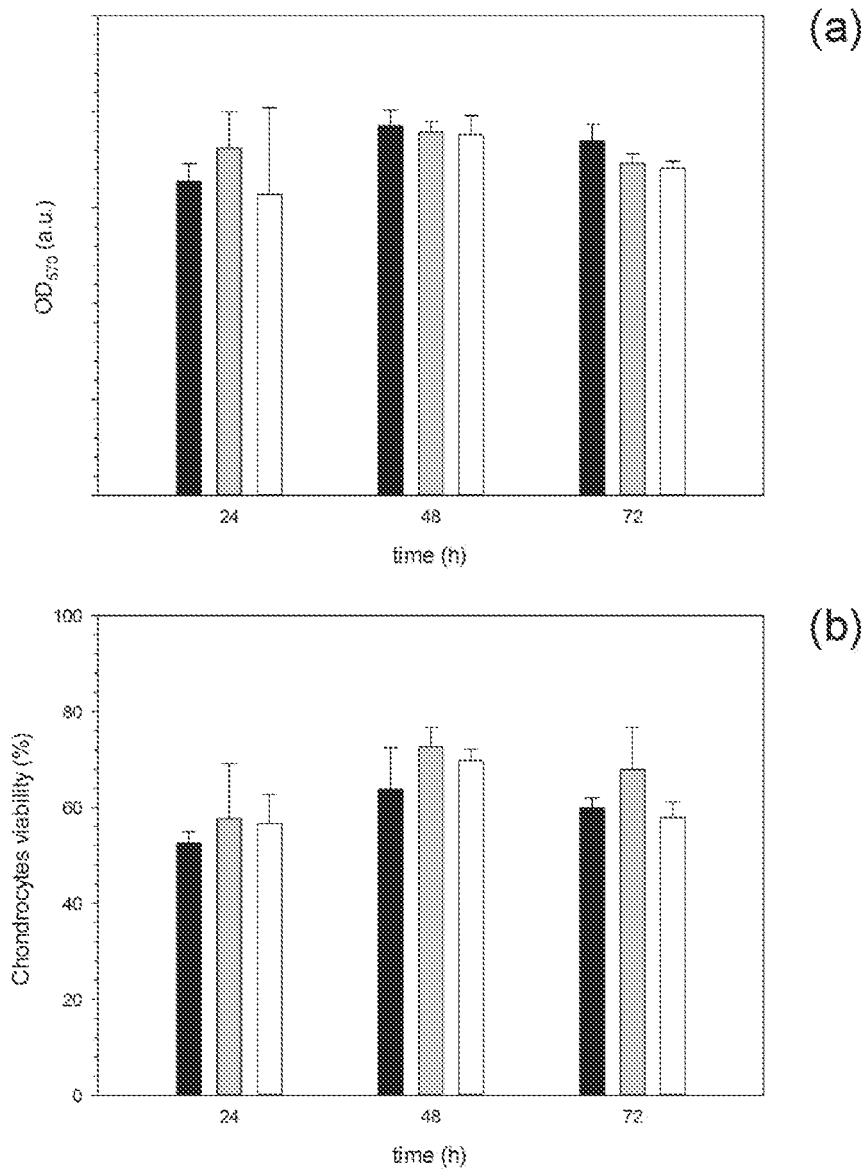 (a)
OD570 (a.u.)
24 48 72
time (h)
(b)
Chondrocytes viability (%)
100
80
60
40
20
0
24 48 72
time (h)